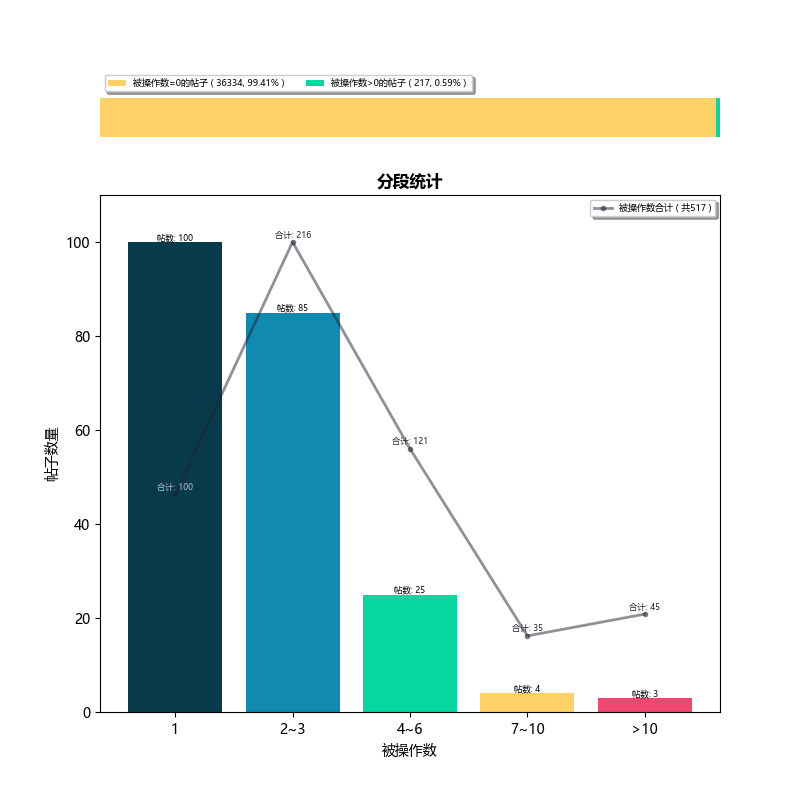 被操作数=0的帖子 ( 36334, 99.41% ) 被操作数>0的帖子 ( 217, 0.59% )
分段统计
被操作数合计 ( 共517 )
帖数: 100
合计: 216
帖数: 85
合计: 100
合计: 121
帖数: 25
合计: 35
帖数: 4
合计: 45
帖数: 3
帖子数量
100
80
60
40
20
0
1 2~3 4~6 7~10 >10
被操作数